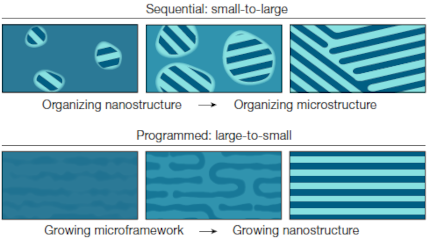 Sequential: small-to-large
Organizing nanostructure → Organizing microstructure
Programmed: large-to-small
Growing microframework → Growing nanostructure